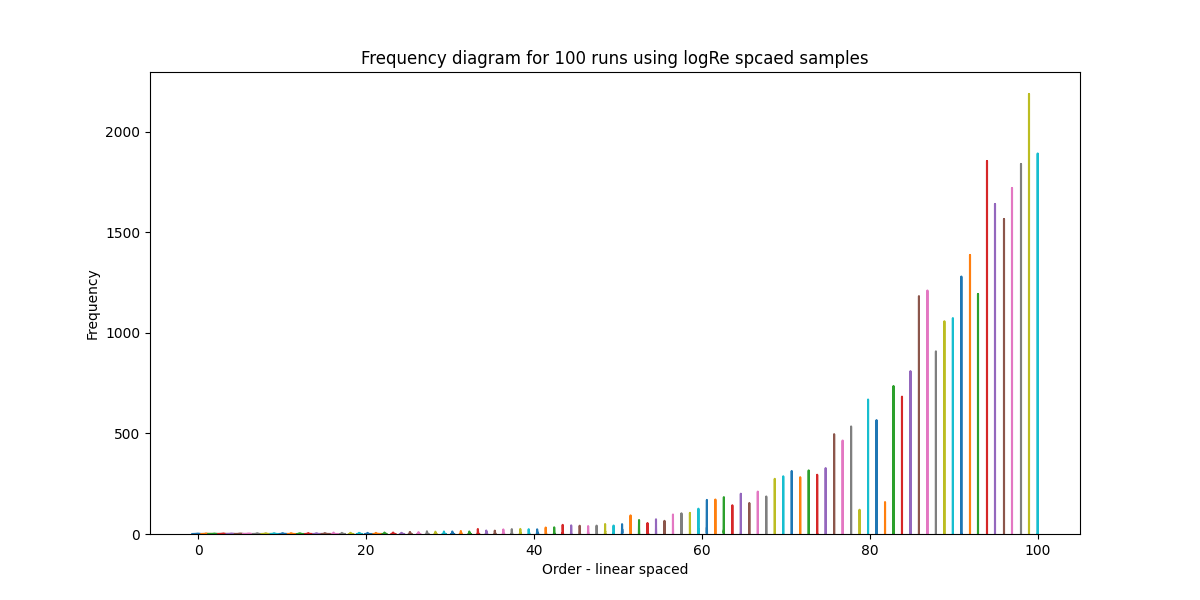 Frequency diagram for 100 runs using logRe spcaed samples
2000
1500
1000
500
0
Frequency
0 20 40 60 80 100
Order - linear spaced